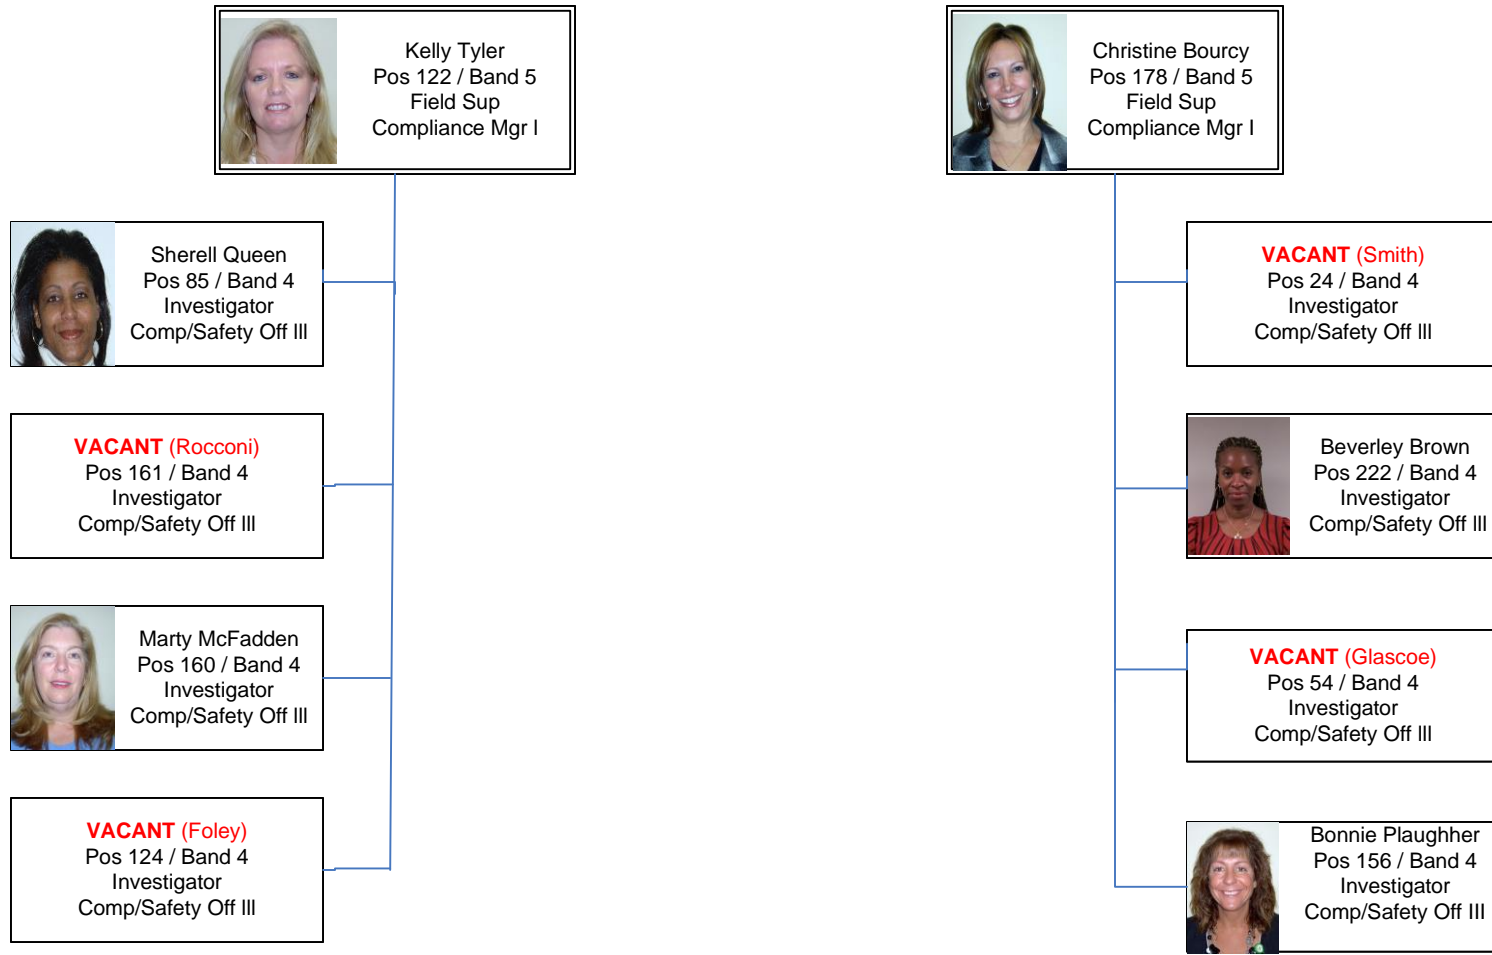 Kelly Tyler
Pos 122 / Band 5
Field Sup
Compliance Mgr I
Christine Bourcy
Pos 178 / Band 5
Field Sup
Compliance Mgr I
Sherell Queen
Pos 85 / Band 4
Investigator
Comp/Safety Off III
VACANT (Smith)
Pos 24 / Band 4
Investigator
Comp/Safety Off III
VACANT (Rocconi)
Pos 161 / Band 4
Investigator
Comp/Safety Off III
Beverley Brown
Pos 222 / Band 4
Investigator
Comp/Safety Off III
Marty McFadden
Pos 160 / Band 4
Investigator
Comp/Safety Off III
VACANT (Glascoe)
Pos 54 / Band 4
Investigator
Comp/Safety Off III
VACANT (Foley)
Pos 124 / Band 4
Investigator
Comp/Safety Off III
Bonnie Plaughher
Pos 156 / Band 4
Investigator
Comp/Safety Off III